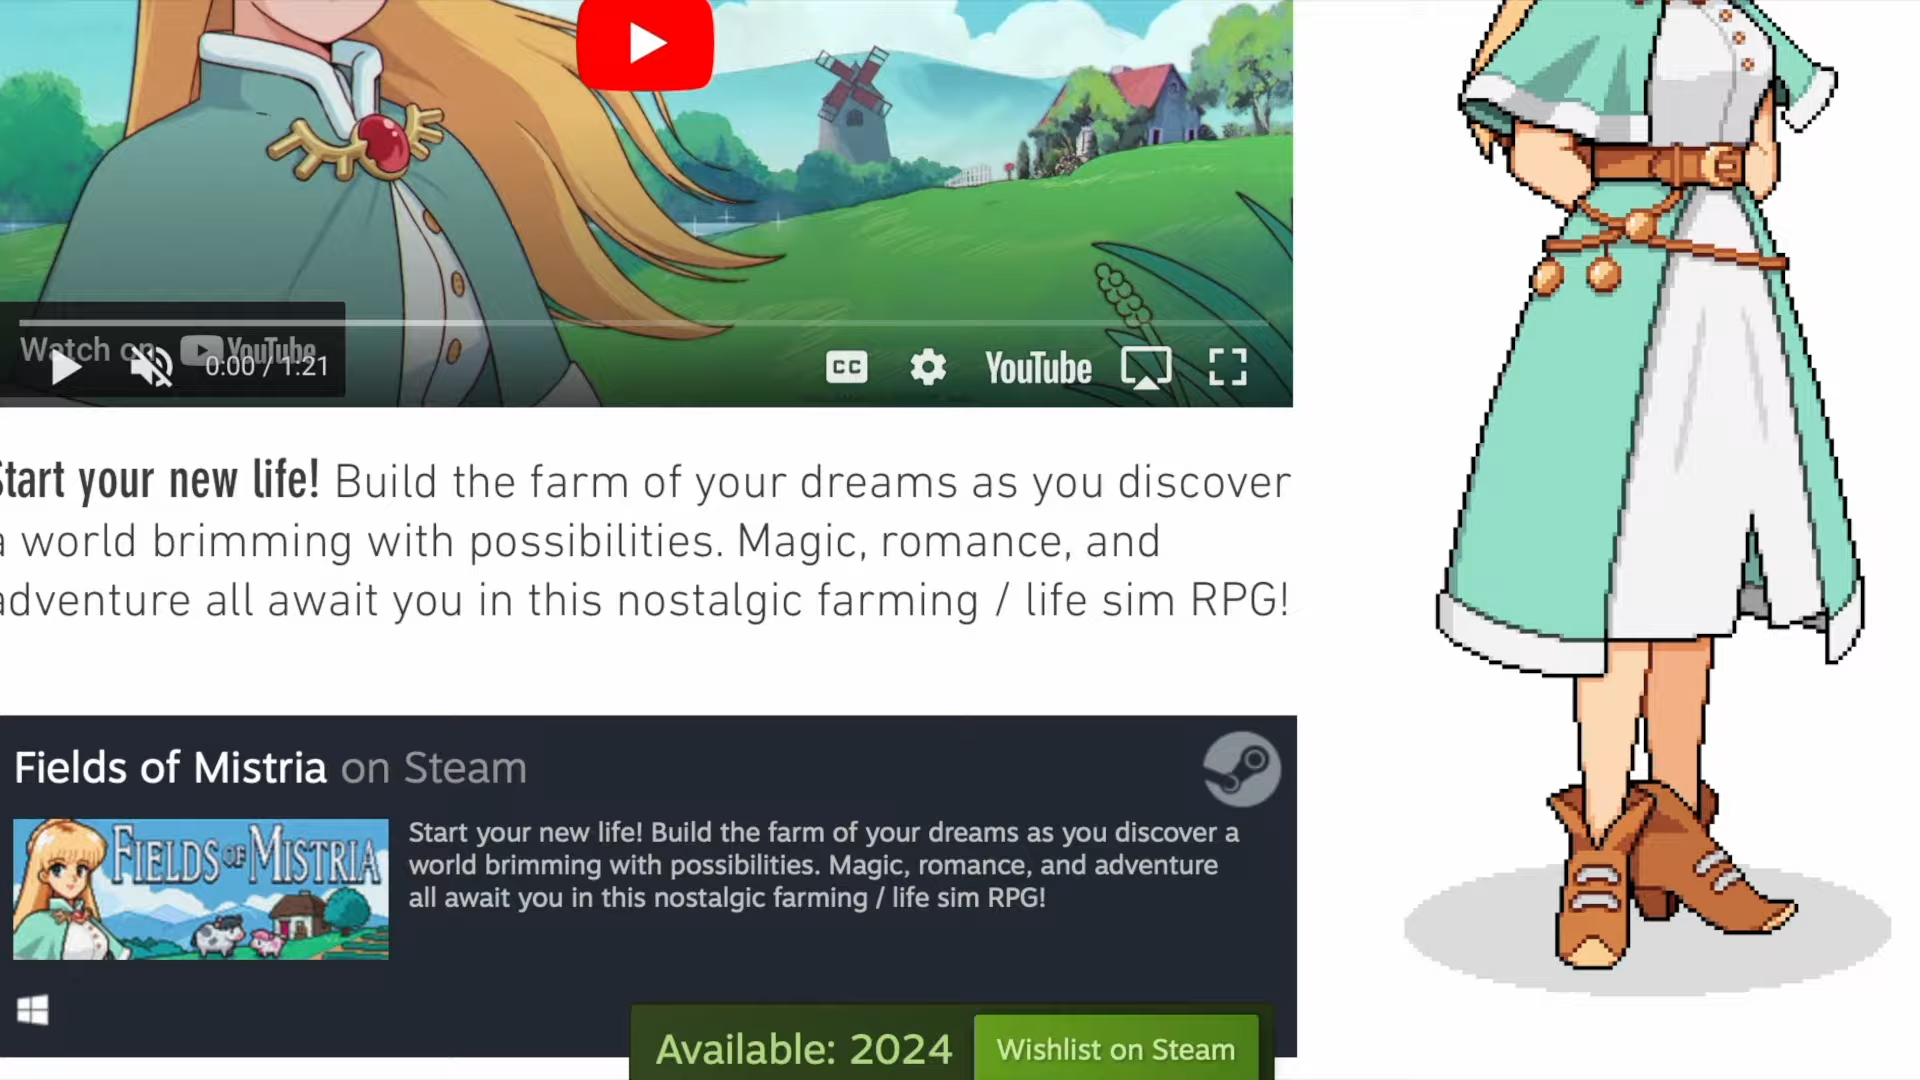 Watch on YouTube
0:00 / 1:21
CC
YouTube
Start your new life! Build the farm of your dreams as you discover
a world brimming with possibilities. Magic, romance, and
adventure all await you in this nostalgic farming / life sim RPG!
Fields of Mistria on Steam
FIELDS OF MISTRIA
Start your new life! Build the farm of your dreams as you discover a
world brimming with possibilities. Magic, romance, and adventure
all await you in this nostalgic farming / life sim RPG!
Available: 2024
Wishlist on Steam